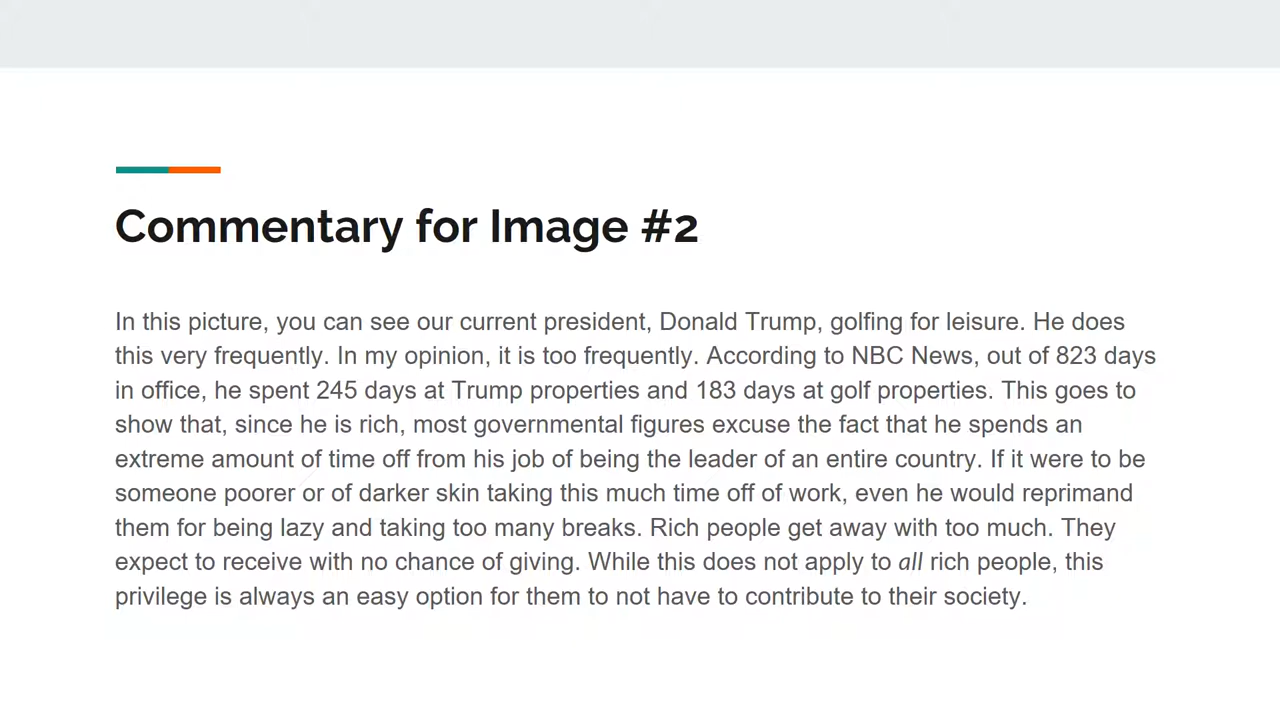 Commentary for Image #2
In this picture, you can see our current president, Donald Trump, golfing for leisure. He does
this very frequently. In my opinion, it is too frequently. According to NBC News, out of 823 days
in office, he spent 245 days at Trump properties and 183 days at golf properties. This goes to
show that, since he is rich, most governmental figures excuse the fact that he spends an
extreme amount of time off from his job of being the leader of an entire country. If it were to be
someone poorer or of darker skin taking this much time off of work, even he would reprimand
them for being lazy and taking too many breaks. Rich people get away with too much. They
expect to receive with no chance of giving. While this does not apply to all rich people, this
privilege is always an easy option for them to not have to contribute to their society.